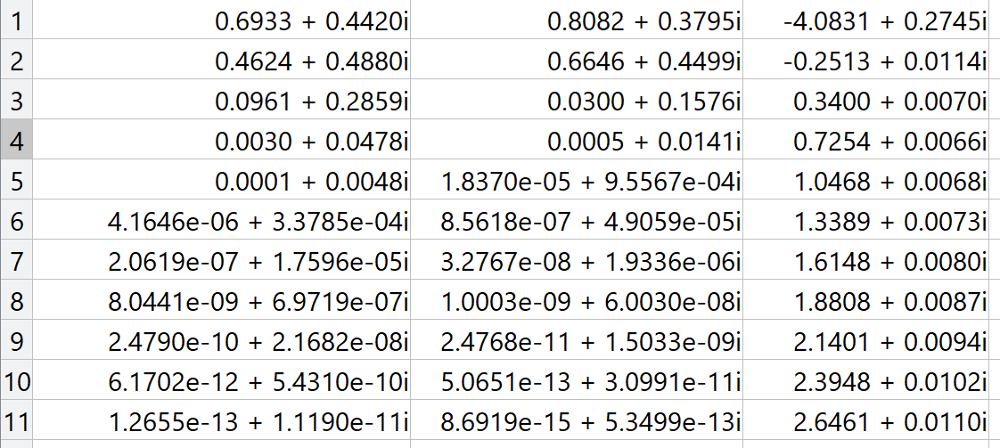 1 0.6933 + 0.4420i 0.8082 + 0.3795i -4.0831 + 0.2745i
2 0.4624 + 0.4880i 0.6646 + 0.4499i -0.2513 + 0.0114i
3 0.0961 + 0.2859i 0.0300 + 0.1576i 0.3400 + 0.0070i
4 0.0030 + 0.0478i 0.0005 + 0.0141i 0.7254 + 0.0066i
5 0.0001 + 0.0048i 1.8370e-05 + 9.5567e-04i 1.0468 + 0.0068i
6 4.1646e-06 + 3.3785e-04i 8.5618e-07 + 4.9059e-05i 1.3389 + 0.0073i
7 2.0619e-07 + 1.7596e-05i 3.2767e-08 + 1.9336e-06i 1.6148 + 0.0080i
8 8.0441e-09 + 6.9719e-07i 1.0003e-09 + 6.0030e-08i 1.8808 + 0.0087i
9 2.4790e-10 + 2.1682e-08i 2.4768e-11 + 1.5033e-09i 2.1401 + 0.0094i
10 6.1702e-12 + 5.4310e-10i 5.0651e-13 + 3.0991e-11i 2.3948 + 0.0102i
11 1.2655e-13 + 1.1190e-11i 8.6919e-15 + 5.3499e-13i 2.6461 + 0.0110i